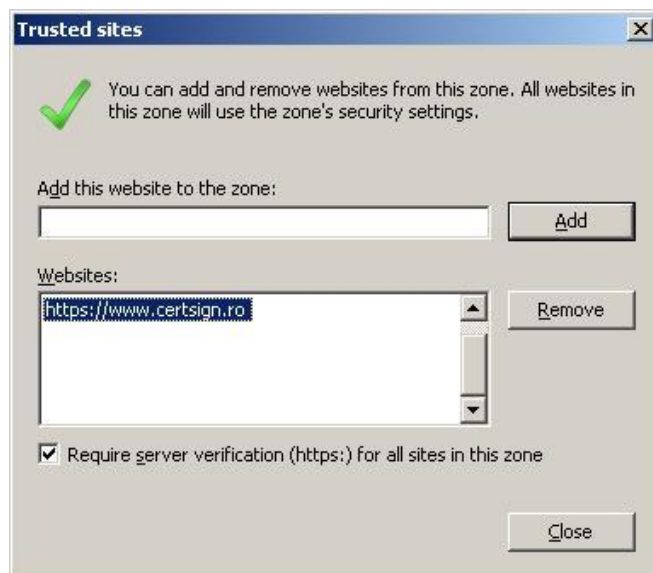 Trusted sites
You can add and remove websites from this zone. All websites in
this zone will use the zone's security settings.
Add this website to the zone:
Add
Websites:
https://www.certsign.ro
Remove
Require server verification (https:) for all sites in this zone
Close